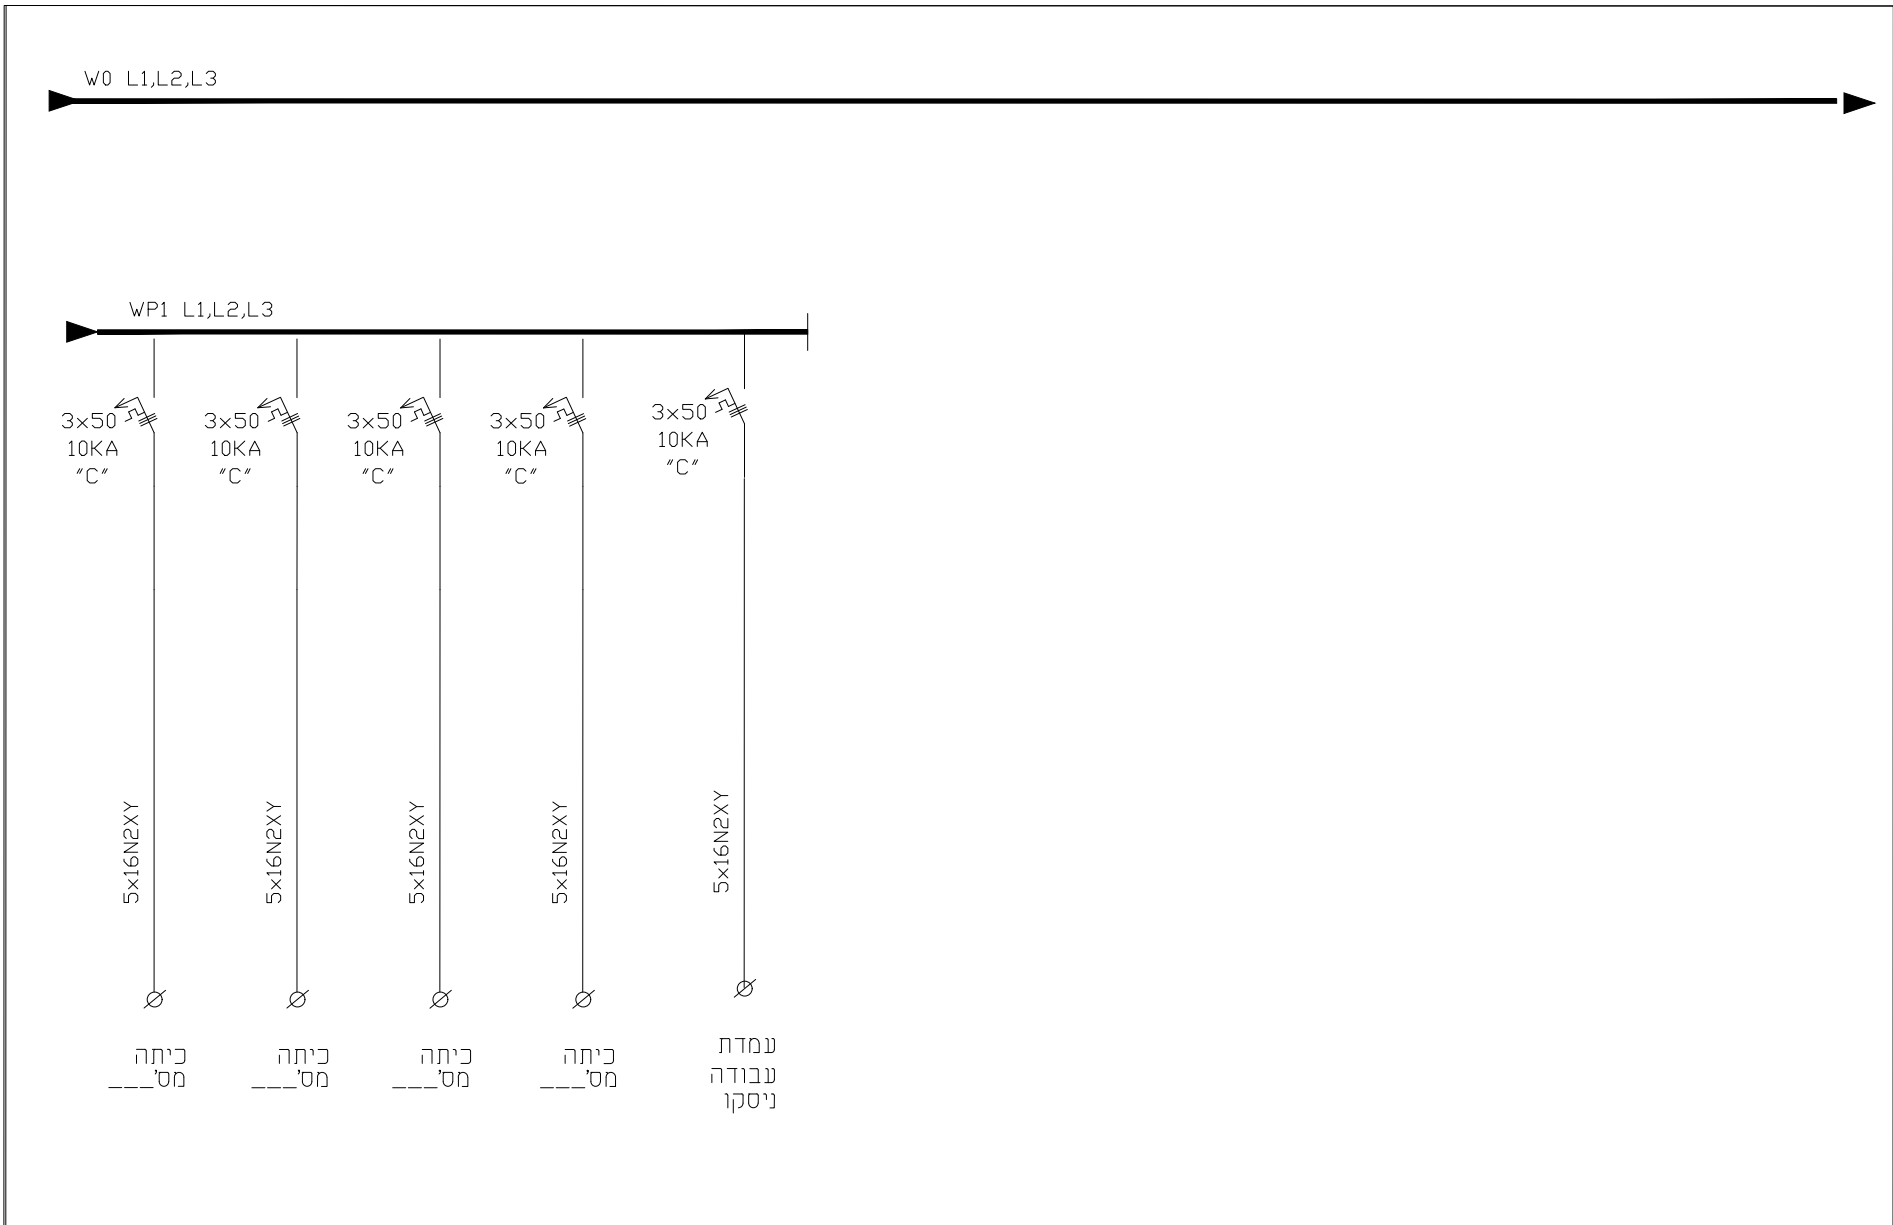 W0 L1,L2,L3
WP1 L1,L2,L3
3x50
10KA
"C"
3x50
10KA
"C"
3x50
10KA
"C"
3x50
10KA
"C"
3x50
10KA
"C"
5x16N2XY
5x16N2XY
5x16N2XY
5x16N2XY
5x16N2XY
כיתה
מס'___
כיתה
מס'___
כיתה
מס'___
כיתה
מס'___
עמדת
עבודה
ניסקו